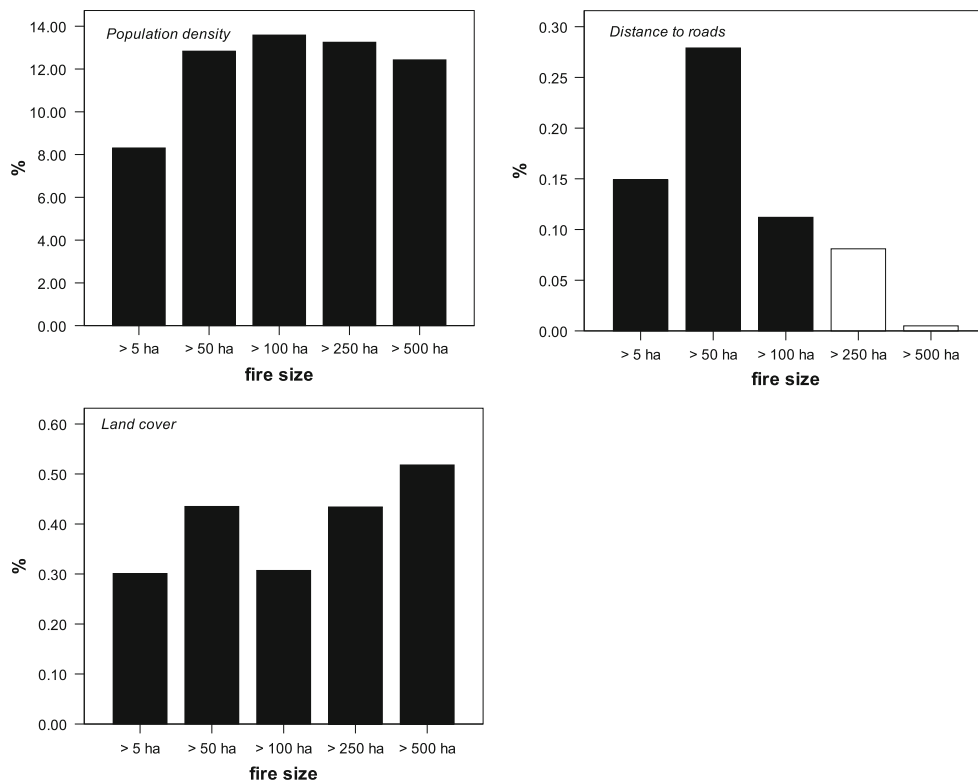 Population density
14.00
12.00
10.00
8.00
6.00
4.00
2.00
0.00
%
> 5 ha > 50 ha > 100 ha > 250 ha > 500 ha
fire size
Distance to roads
0.30
0.25
0.20
0.15
0.10
0.05
0.00
%
> 5 ha > 50 ha > 100 ha > 250 ha > 500 ha
fire size
Land cover
0.60
0.50
0.40
0.30
0.20
0.10
0.00
%
> 5 ha > 50 ha > 100 ha > 250 ha > 500 ha
fire size